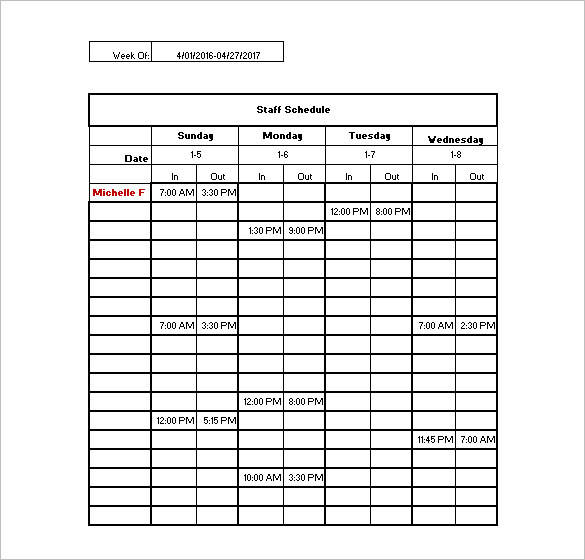 Week Of: 4/01/2016-04/27/2017
Staff Schedule
Sunday Monday Tuesday Wednesday
Date 1-5 1-6 1-7 1-8
In Out In Out In Out In Out
Michelle F 7:00 AM 3:30 PM
12:00 PM 8:00 PM
1:30 PM 9:00 PM
7:00 AM 3:30 PM 7:00 AM 2:30 PM
12:00 PM 8:00 PM
12:00 PM 5:15 PM
11:45 PM 7:00 AM
10:00 AM 3:30 PM